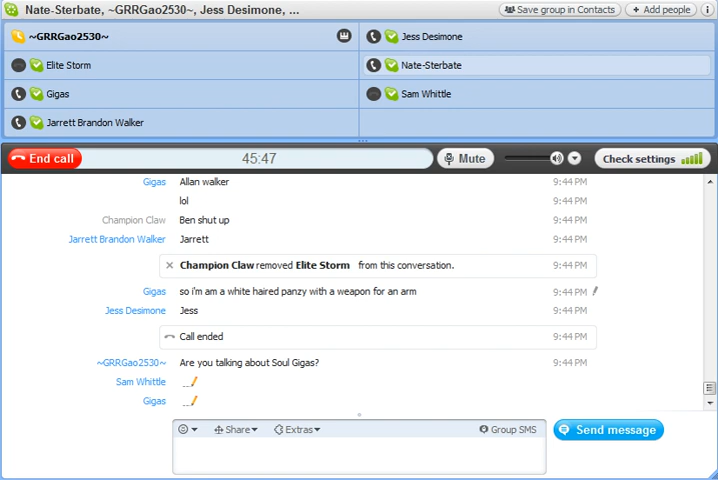 Nate-Sterbate, ~GRRGao2530~, Jess Desimone, ...
Save group in Contacts
+ Add people
~GRRGao2530~
Jess Desimone
Elite Storm
Nate-Sterbate
Gigas
Sam Whittle
Jarrett Brandon Walker
End call
45:47
Mute
Check settings
Gigas Allan walker 9:44 PM
lol 9:44 PM
Champion Claw Ben shut up 9:44 PM
Jarrett Brandon Walker Jarrett 9:44 PM
Champion Claw removed Elite Storm from this conversation. 9:44 PM
Gigas so i'm am a white haired panzy with a weapon for an arm 9:44 PM
Jess Desimone Jess 9:44 PM
Call ended 9:44 PM
~GRRGao2530~ Are you talking about Soul Gigas? 9:44 PM
Sam Whittle ...
Gigas ...
Share
Extras
Group SMS
Send message